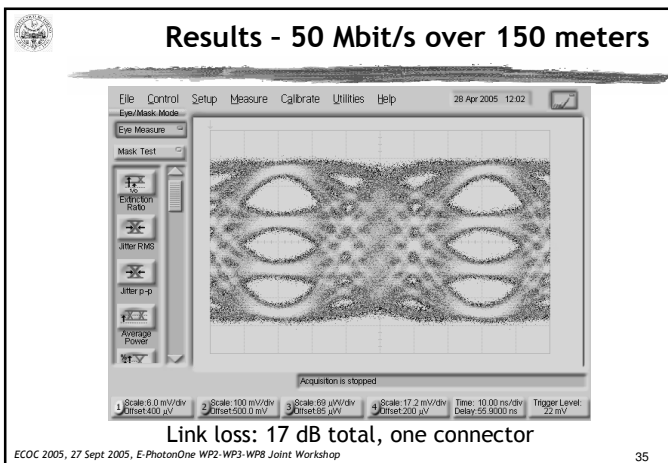 Results - 50 Mbit/s over 150 meters
File Control Setup Measure Calibrate Utilities Help 28 Apr 2005 12:02
Eye/Mask Mode
Eye Measure
Mask Test
Extinction
Ratio
Jitter RMS
Jitter p-p
Average
Power
Acquisition is stopped
1 Scale:6.0 mV/div
Offset:400 µV
2 Scale:100 mV/div
Offset:500.0 mV
3 Scale:69 µW/div
Offset:85 µW
4 Scale:17.2 mV/div
Offset:200 µV
Time: 10.00 ns/div
Delay:55.9000 ns
Trigger Level:
22 mV
Link loss: 17 dB total, one connector
ECOC 2005, 27 Sept 2005, E-PhotonOne WP2-WP3-WP8 Joint Workshop
35